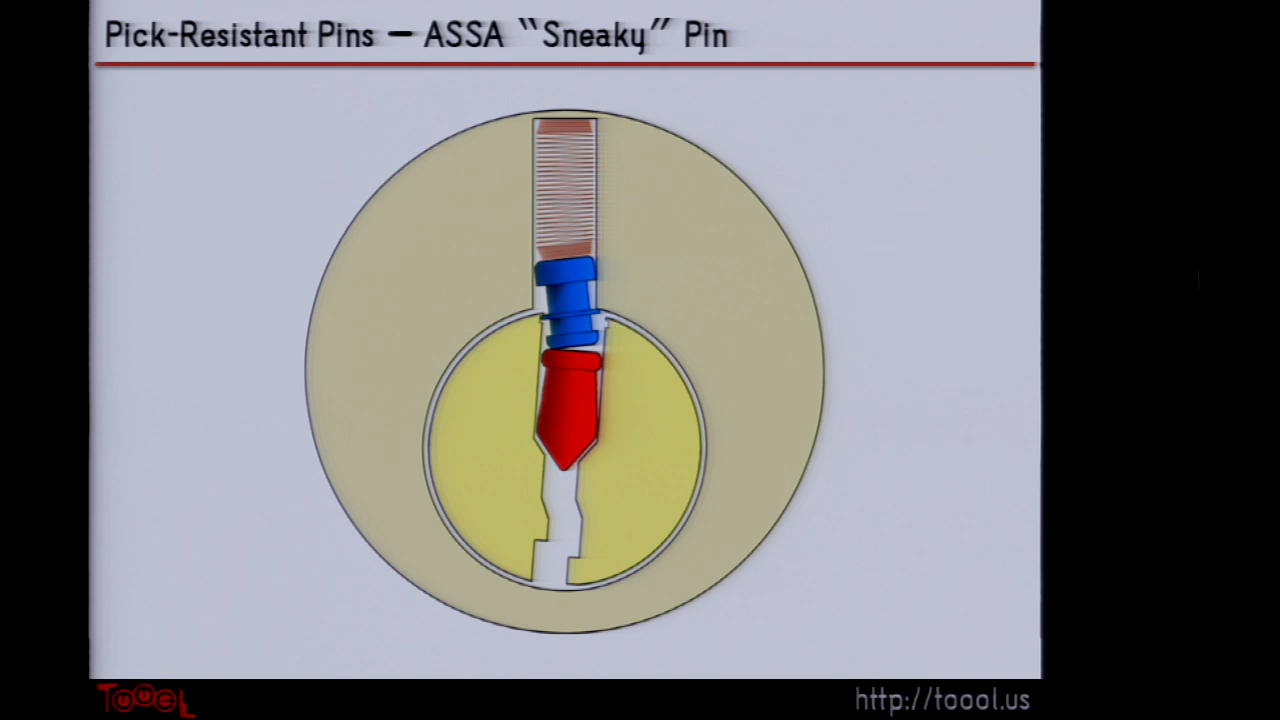 Pick-Resistant Pins — ASSA “Sneaky” Pin
TOOOL
http://toool.us